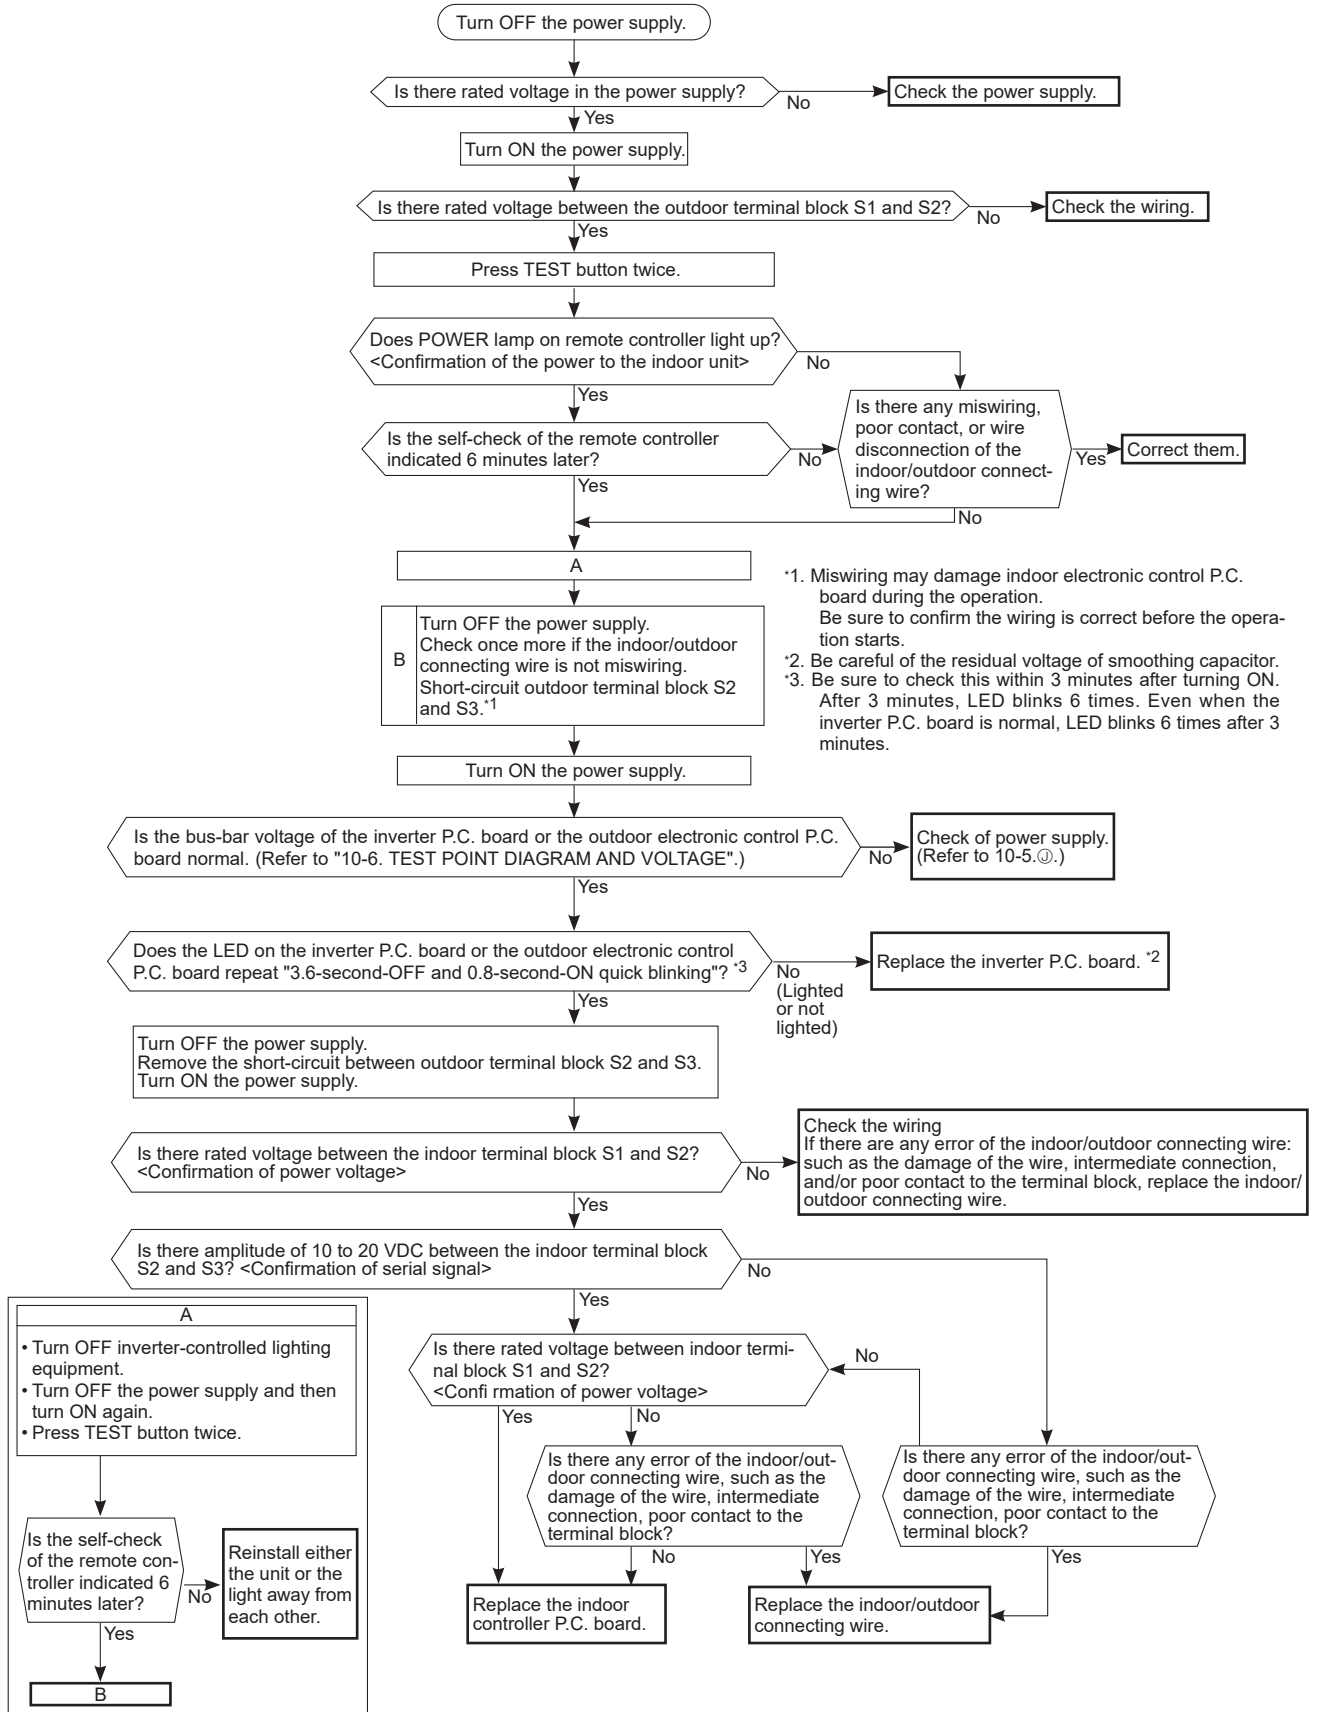 Turn OFF the power supply.
Is there rated voltage in the power supply?
No
Check the power supply.
Yes
Turn ON the power supply.
Is there rated voltage between the outdoor terminal block S1 and S2?
No
Check the wiring.
Yes
Press TEST button twice.
Does POWER lamp on remote controller light up?
<Confirmation of the power to the indoor unit>
No
Yes
Is the self-check of the remote controller
indicated 6 minutes later?
No
Is there any miswiring,
poor contact, or wire
disconnection of the
indoor/outdoor connect-
ing wire?
Yes
Correct them.
Yes
No
A
B
Turn OFF the power supply.
Check once more if the indoor/outdoor
connecting wire is not miswiring.
Short-circuit outdoor terminal block S2
and S3.*1
*1. Miswiring may damage indoor electronic control P.C.
board during the operation.
Be sure to confirm the wiring is correct before the opera-
tion starts.
*2. Be careful of the residual voltage of smoothing capacitor.
*3. Be sure to check this within 3 minutes after turning ON.
After 3 minutes, LED blinks 6 times. Even when the
inverter P.C. board is normal, LED blinks 6 times after 3
minutes.
Turn ON the power supply.
Is the bus-bar voltage of the inverter P.C. board or the outdoor electronic control P.C.
board normal. (Refer to "10-6. TEST POINT DIAGRAM AND VOLTAGE".)
No
Check of power supply.
(Refer to 10-5.Ⓙ.)
Yes
Does the LED on the inverter P.C. board or the outdoor electronic control
P.C. board repeat "3.6-second-OFF and 0.8-second-ON quick blinking"? *3
No
(Lighted
or not
lighted)
Replace the inverter P.C. board. *2
Yes
Turn OFF the power supply.
Remove the short-circuit between outdoor terminal block S2 and S3.
Turn ON the power supply.
Is there rated voltage between the indoor terminal block S1 and S2?
<Confirmation of power voltage>
No
Check the wiring
If there are any error of the indoor/outdoor connecting wire:
such as the damage of the wire, intermediate connection,
and/or poor contact to the terminal block, replace the indoor/
outdoor connecting wire.
Yes
Is there amplitude of 10 to 20 VDC between the indoor terminal block
S2 and S3? <Confirmation of serial signal>
No
Yes
Is there rated voltage between indoor termi-
nal block S1 and S2?
<Confi rmation of power voltage>
No
Yes
No
Is there any error of the indoor/out-
door connecting wire, such as the
damage of the wire, intermediate
connection, poor contact to the
terminal block?
Is there any error of the indoor/out-
door connecting wire, such as the
damage of the wire, intermediate
connection, poor contact to the
terminal block?
No
Yes
Yes
Replace the indoor
controller P.C. board.
Replace the indoor/outdoor
connecting wire.
A
• Turn OFF inverter-controlled lighting
equipment.
• Turn OFF the power supply and then
turn ON again.
• Press TEST button twice.
Is the self-check
of the remote con-
troller indicated 6
minutes later?
No
Reinstall either
the unit or the
light away from
each other.
Yes
B